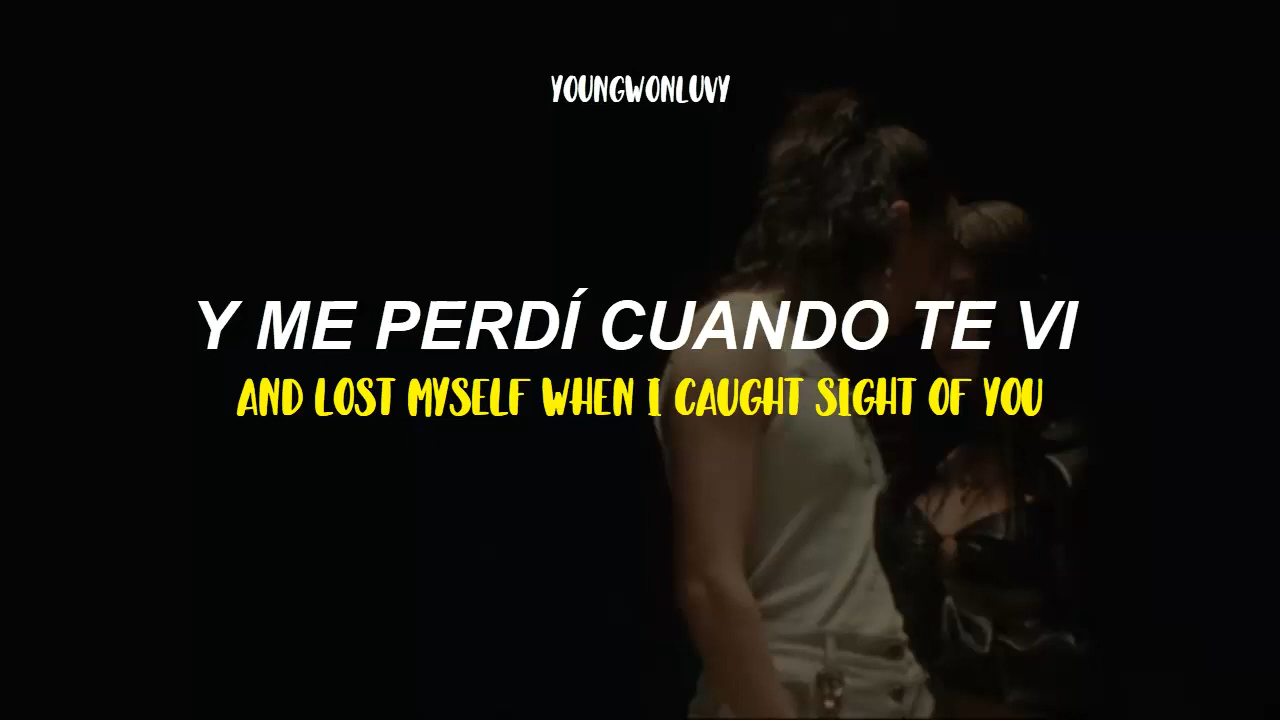 YOUNGWONLUVY
Y ME PERDÍ CUANDO TE VI
AND LOST MYSELF WHEN I CAUGHT SIGHT OF YOU